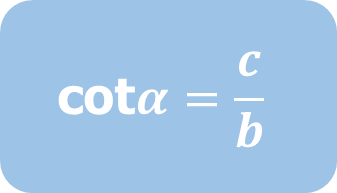 cotα = c/b